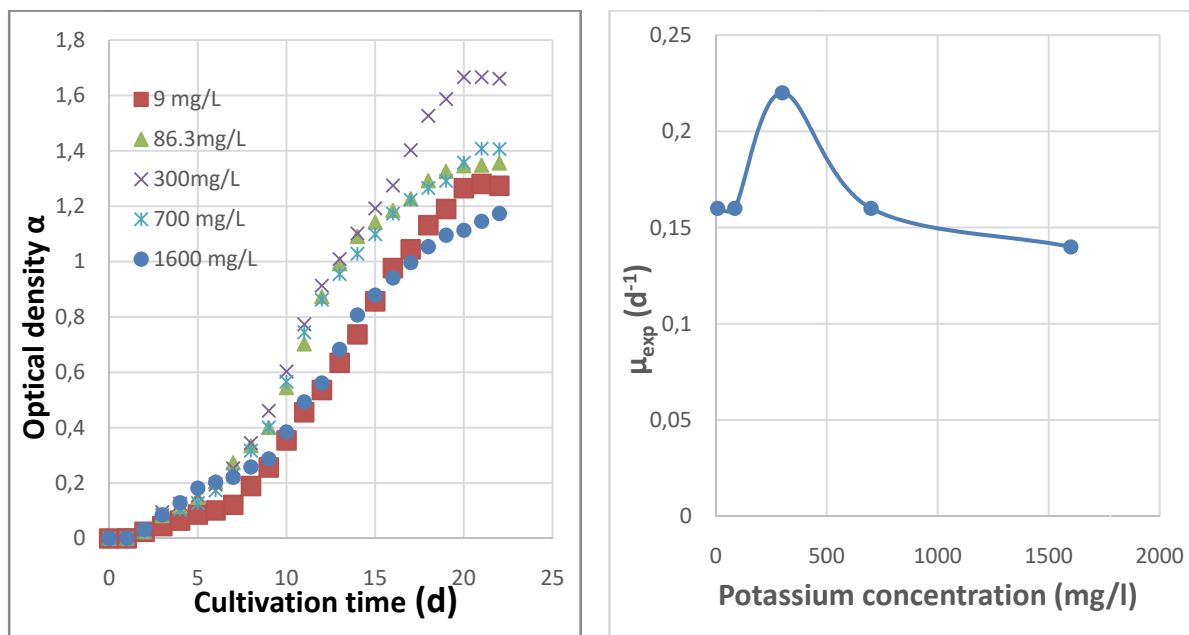 1,8
1,6
1,4
1,2
1
0,8
0,6
0,4
0,2
0
Optical density α
9 mg/L
86.3mg/L
300mg/L
700 mg/L
1600 mg/L
0 5 10 15 20 25
Cultivation time (d)
0,25
0,2
0,15
0,1
0,05
0
μexp (d-1)
0 500 1000 1500 2000
Potassium concentration (mg/l)